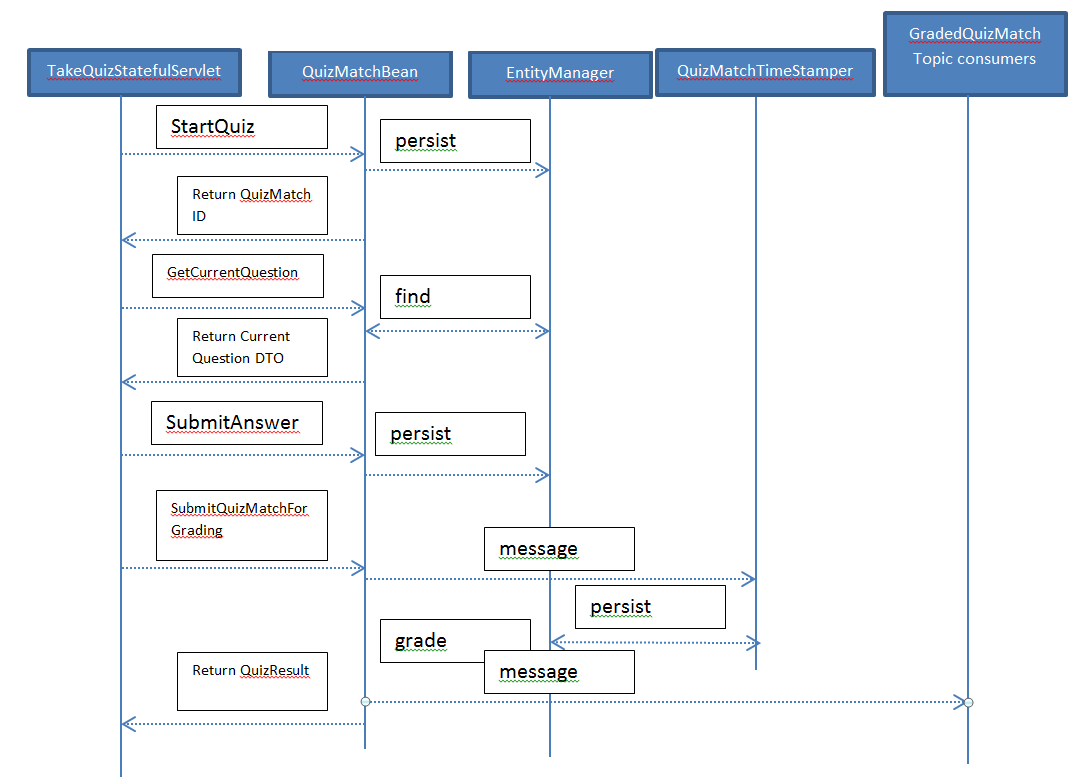 TakeQuizStatefulServlet
QuizMatchBean
EntityManager
QuizMatchTimeStamper
GradedQuizMatch
Topic consumers
StartQuiz
persist
Return QuizMatch
ID
GetCurrentQuestion
find
Return Current
Question DTO
SubmitAnswer
persist
SubmitQuizMatchFor
Grading
message
persist
grade
message
Return QuizResult